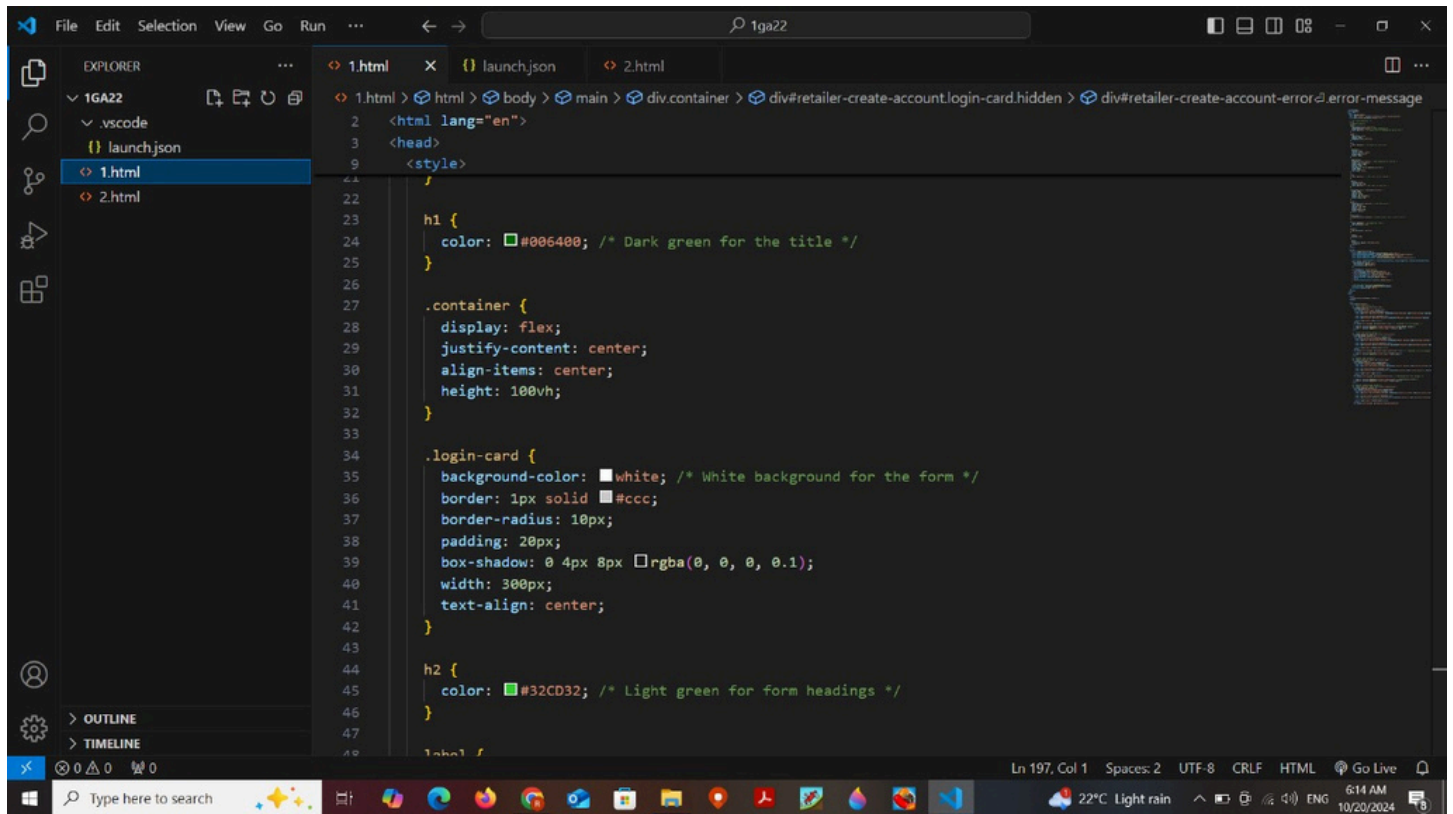 File Edit Selection View Go Run ··· 1ga22
EXPLORER ···
1GA22
.vscode
{} launch.json
<> 1.html
<> 2.html
OUTLINE
TIMELINE
<> 1.html × {} launch.json <> 2.html
<> 1.html > html > body > main > div.container > div#retailer-create-account.login-card.hidden > div#retailer-create-account-error⏎.error-message
2 <html lang="en">
3 <head>
9 <style>
21 }
22
23 h1 {
24 color: #006400; /* Dark green for the title */
25 }
26
27 .container {
28 display: flex;
29 justify-content: center;
30 align-items: center;
31 height: 100vh;
32 }
33
34 .login-card {
35 background-color: white; /* White background for the form */
36 border: 1px solid #ccc;
37 border-radius: 10px;
38 padding: 20px;
39 box-shadow: 0 4px 8px rgba(0, 0, 0, 0.1);
40 width: 300px;
41 text-align: center;
42 }
43
44 h2 {
45 color: #32CD32; /* Light green for form headings */
46 }
47
48 label {
0 0 0 Ln 197, Col 1 Spaces: 2 UTF-8 CRLF HTML Go Live
Type here to search 22°C Light rain ENG 6:14 AM
10/20/2024 8